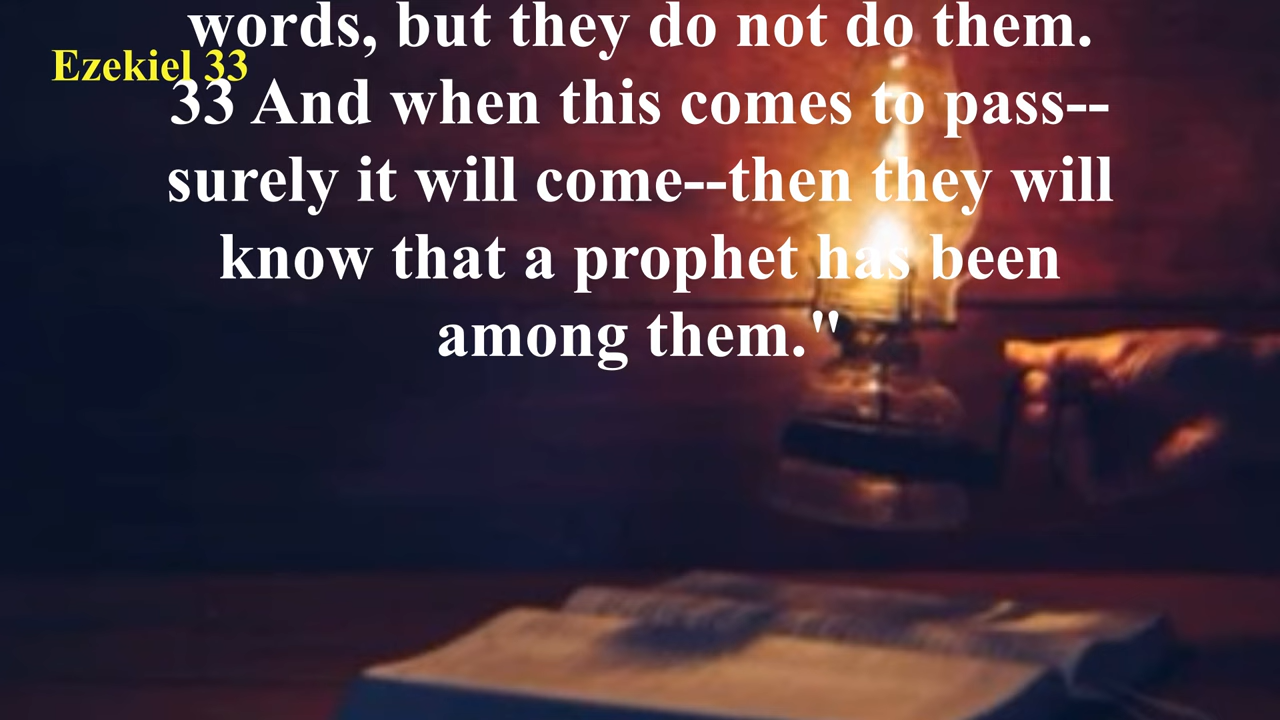 words, but they do not do them.
Ezekiel 33
33 And when this comes to pass--
surely it will come--then they will
know that a prophet has been
among them."